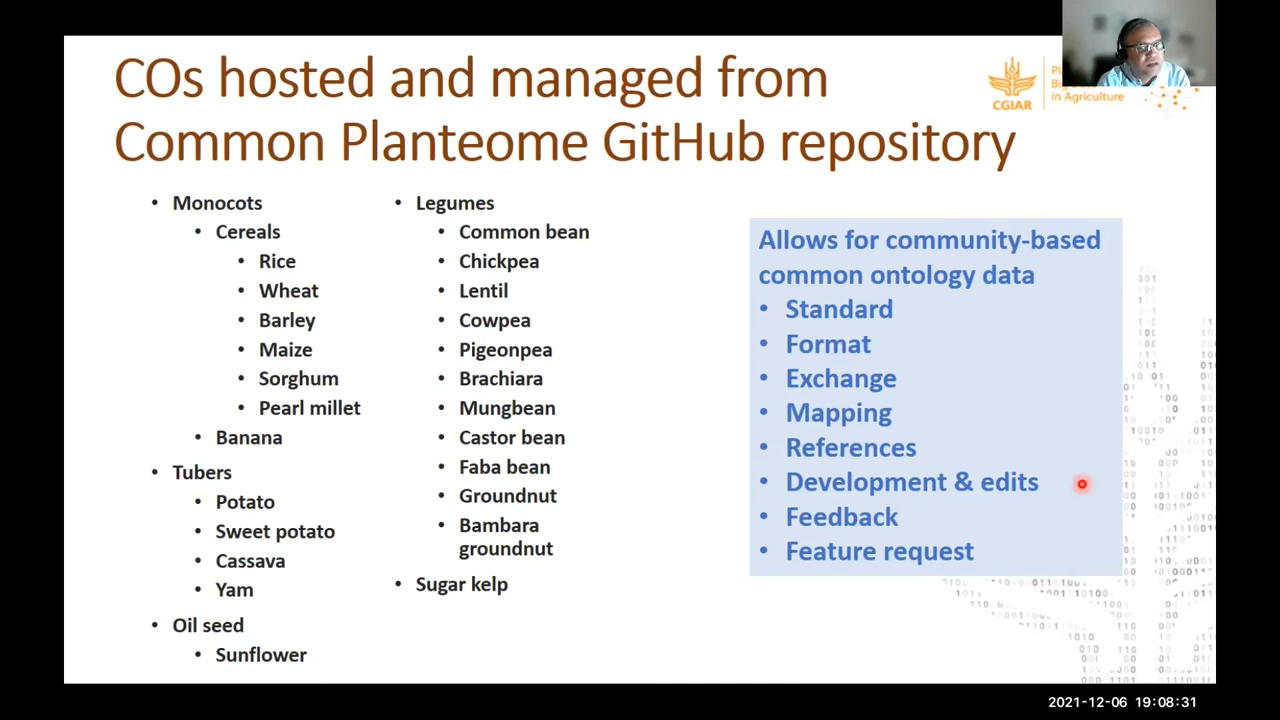 COs hosted and managed from
Common Planteome GitHub repository
CGIAR
in Agriculture
• Monocots
• Cereals
• Rice
• Wheat
• Barley
• Maize
• Sorghum
• Pearl millet
• Banana
• Tubers
• Potato
• Sweet potato
• Cassava
• Yam
• Oil seed
• Sunflower
• Legumes
• Common bean
• Chickpea
• Lentil
• Cowpea
• Pigeonpea
• Brachiara
• Mungbean
• Castor bean
• Faba bean
• Groundnut
• Bambara
groundnut
• Sugar kelp
Allows for community-based
common ontology data
• Standard
• Format
• Exchange
• Mapping
• References
• Development & edits
• Feedback
• Feature request
2021-12-06 19:08:31